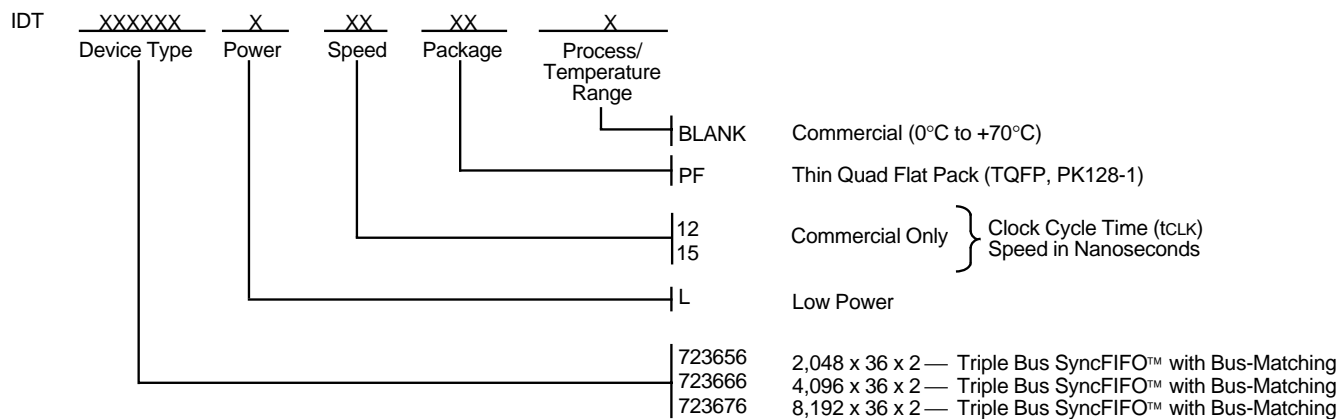 IDT XXXXXX X XX XX X
Device Type Power Speed Package Process/
Temperature
Range
BLANK Commercial (0°C to +70°C)
PF Thin Quad Flat Pack (TQFP, PK128-1)
12
15
Commercial Only
Clock Cycle Time (tCLK)
Speed in Nanoseconds
L Low Power
723656 2,048 x 36 x 2 — Triple Bus SyncFIFO™ with Bus-Matching
723666 4,096 x 36 x 2 — Triple Bus SyncFIFO™ with Bus-Matching
723676 8,192 x 36 x 2 — Triple Bus SyncFIFO™ with Bus-Matching